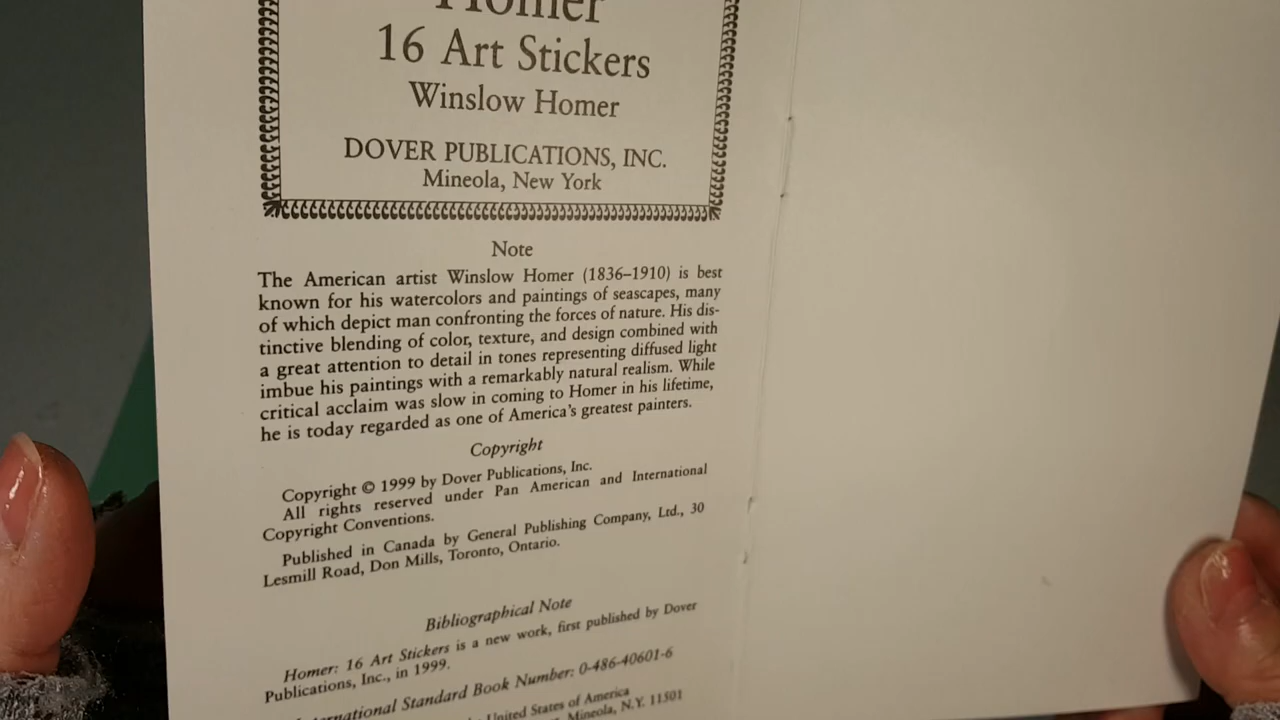 Homer
16 Art Stickers
Winslow Homer
DOVER PUBLICATIONS, INC.
Mineola, New York
Note
The American artist Winslow Homer (1836–1910) is best
known for his watercolors and paintings of seascapes, many
of which depict man confronting the forces of nature. His dis-
tinctive blending of color, texture, and design combined with
a great attention to detail in tones representing diffused light
imbue his paintings with a remarkably natural realism. While
critical acclaim was slow in coming to Homer in his lifetime,
he is today regarded as one of America's greatest painters.
Copyright
Copyright © 1999 by Dover Publications, Inc.
All rights reserved under Pan American and International
Copyright Conventions.
Published in Canada by General Publishing Company, Ltd., 30
Lesmill Road, Don Mills, Toronto, Ontario.
Bibliographical Note
Homer: 16 Art Stickers is a new work, first published by Dover
Publications, Inc., in 1999.
Standard Book Number: 0-486-40601-6
United States of America
Mineola, N.Y. 11501